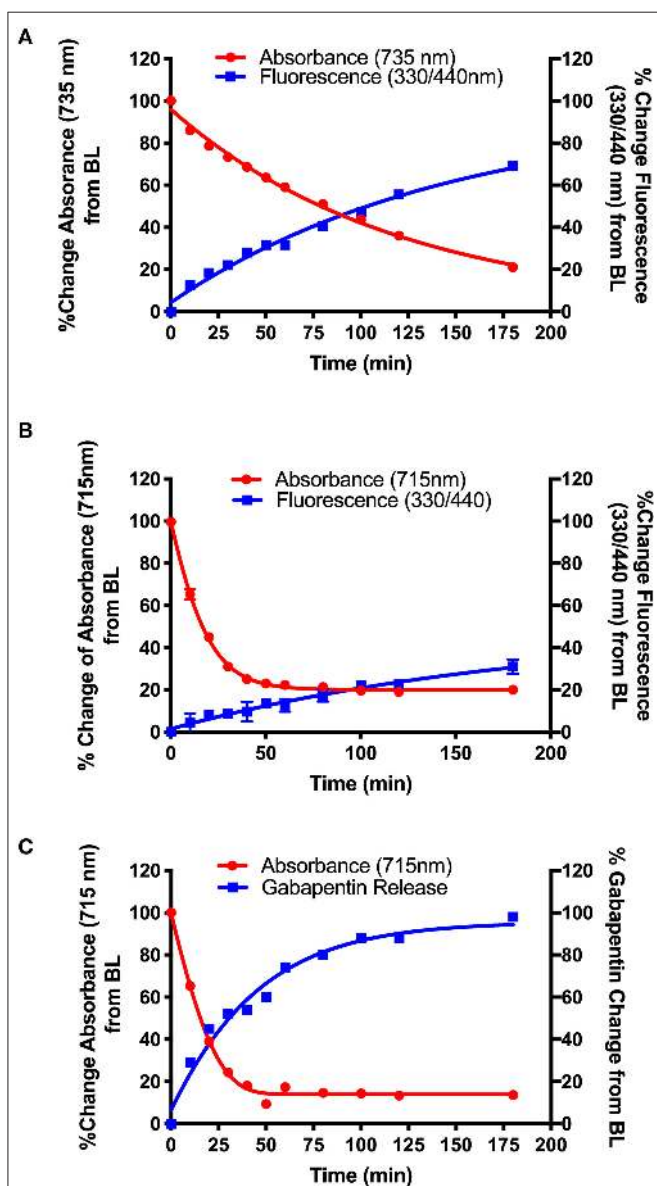 A
Absorbance (735 nm)
Fluorescence (330/440nm)
%Change Absorance (735 nm)
from BL
120
100
80
60
40
20
0
120
100
80
60
40
20
0
% Change Fluorescence
(330/440 nm) from BL
0 25 50 75 100 125 150 175 200
Time (min)
B
Absorbance (715nm)
Fluorescence (330/440)
% Change of Absorbance (715nm)
from BL
120
100
80
60
40
20
0
120
100
80
60
40
20
0
%Change Fluorescence
(330/440 nm) from BL
0 50 100 150 200
Time (min)
C
Absorbance (715nm)
Gabapentin Release
%Change Absorbance (715 nm)
from BL
120
100
80
60
40
20
0
120
100
80
60
40
20
0
% Gabapentin Change from BL
0 25 50 75 100 125 150 175 200
Time (min)